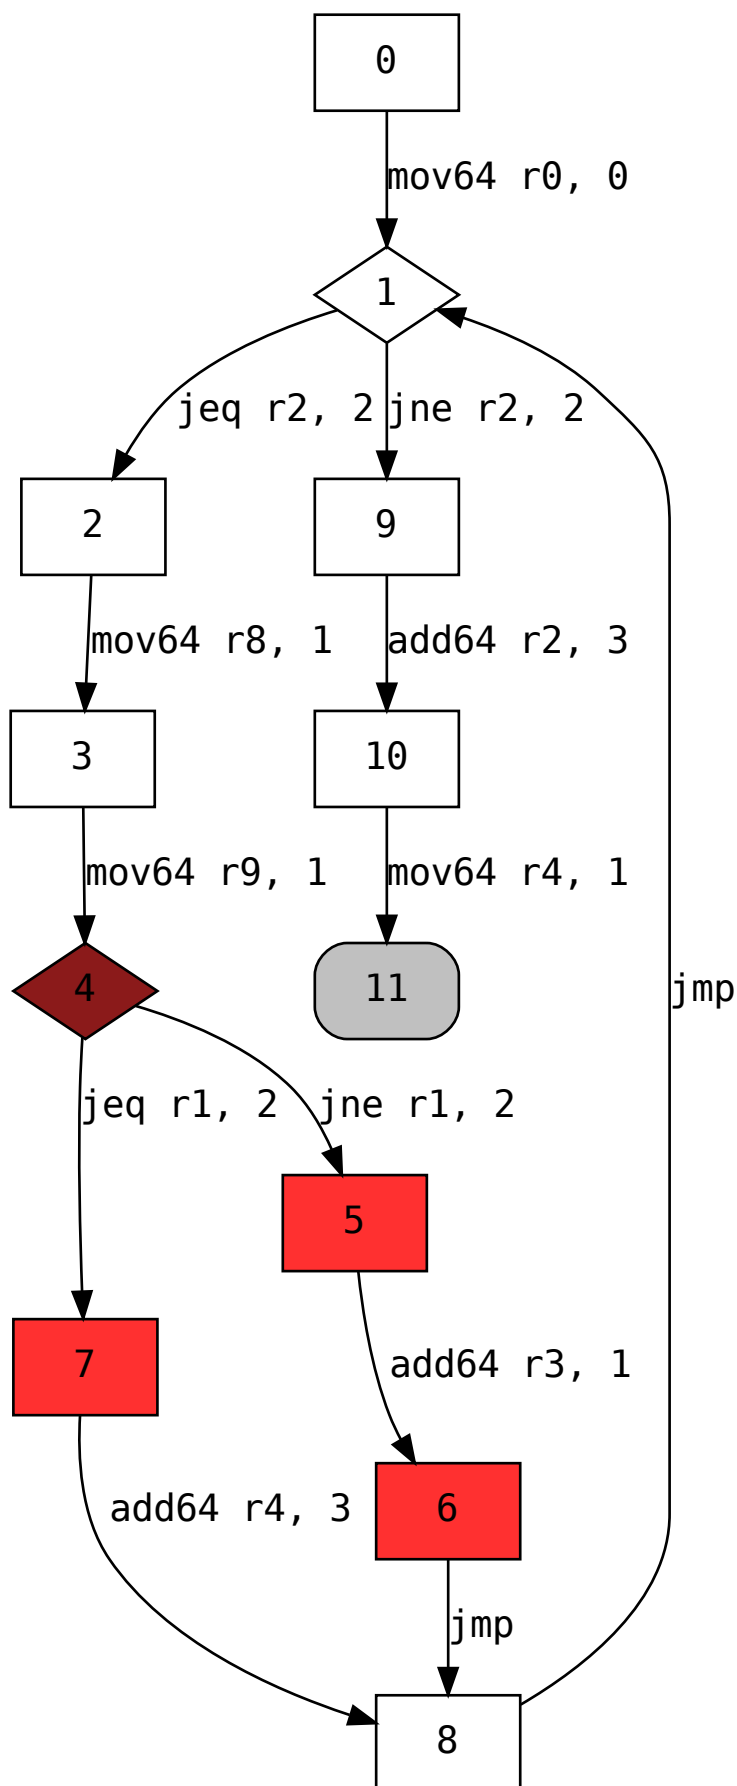 0
mov64 r0, 0
1
jeq r2, 2
jne r2, 2
2
9
mov64 r8, 1
add64 r2, 3
3
10
mov64 r9, 1
mov64 r4, 1
4
11
jmp
jeq r1, 2
jne r1, 2
5
7
add64 r3, 1
6
add64 r4, 3
jmp
8